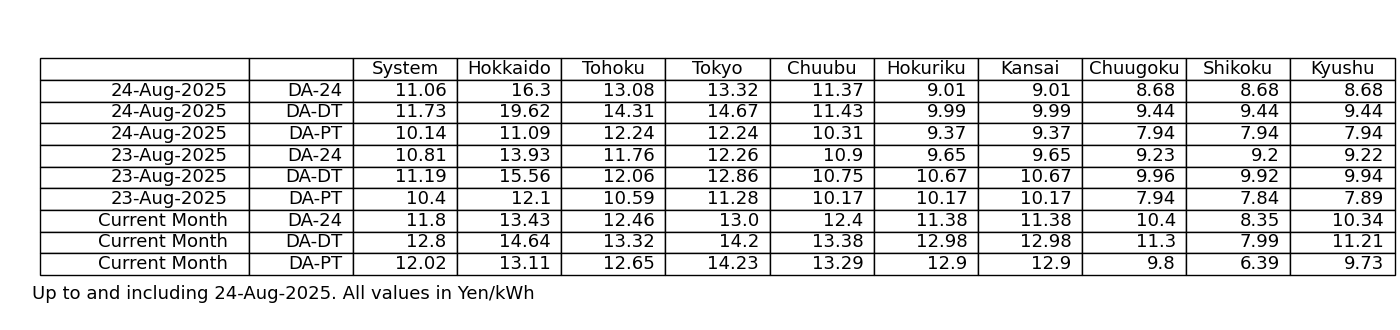 System Hokkaido Tohoku Tokyo Chuubu Hokuriku Kansai Chuugoku Shikoku Kyushu
24-Aug-2025 DA-24 11.06 16.3 13.08 13.32 11.37 9.01 9.01 8.68 8.68 8.68
24-Aug-2025 DA-DT 11.73 19.62 14.31 14.67 11.43 9.99 9.99 9.44 9.44 9.44
24-Aug-2025 DA-PT 10.14 11.09 12.24 12.24 10.31 9.37 9.37 7.94 7.94 7.94
23-Aug-2025 DA-24 10.81 13.93 11.76 12.26 10.9 9.65 9.65 9.23 9.2 9.22
23-Aug-2025 DA-DT 11.19 15.56 12.06 12.86 10.75 10.67 10.67 9.96 9.92 9.94
23-Aug-2025 DA-PT 10.4 12.1 10.59 11.28 10.17 10.17 10.17 7.94 7.84 7.89
Current Month DA-24 11.8 13.43 12.46 13.0 12.4 11.38 11.38 10.4 8.35 10.34
Current Month DA-DT 12.8 14.64 13.32 14.2 13.38 12.98 12.98 11.3 7.99 11.21
Current Month DA-PT 12.02 13.11 12.65 14.23 13.29 12.9 12.9 9.8 6.39 9.73
Up to and including 24-Aug-2025. All values in Yen/kWh